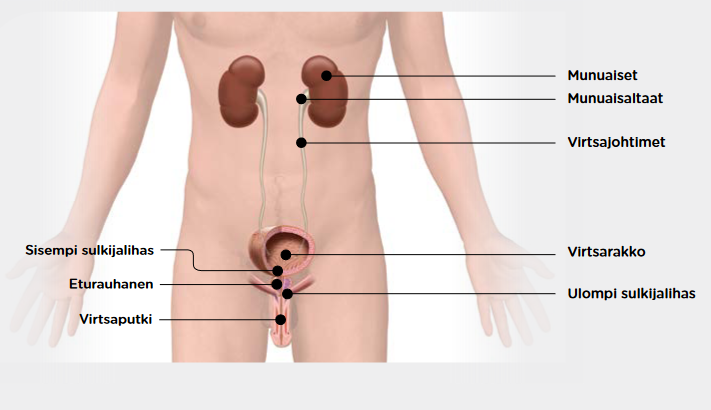 Munuaiset
Munuaisaltaat
Virtsajohtimet
Sisempi sulkijalihas
Virtsarakko
Eturauhanen
Ulompi sulkijalihas
Virtsaputki